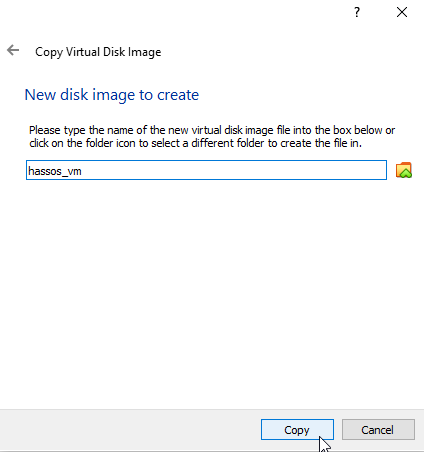 ?
Copy Virtual Disk Image
New disk image to create
Please type the name of the new virtual disk image file into the box below or
click on the folder icon to select a different folder to create the file in.
hassos_vm
Copy
Cancel